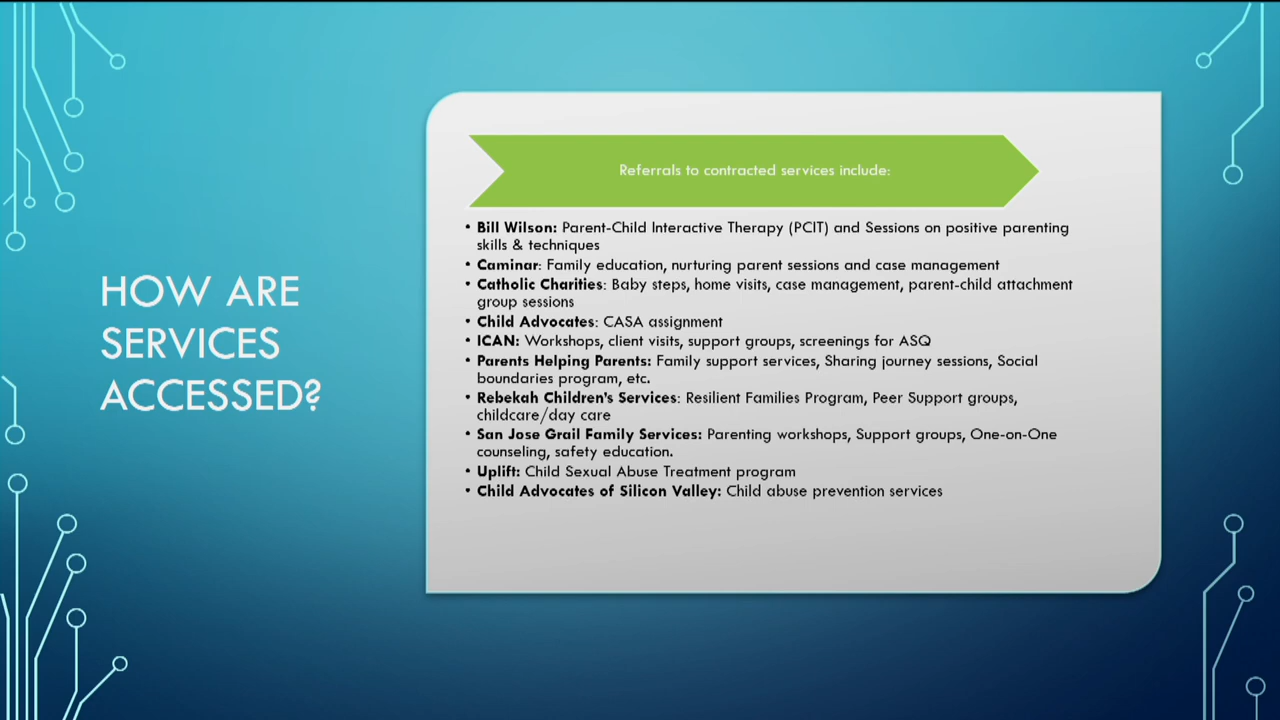 HOW ARE
SERVICES
ACCESSED?
Referrals to contracted services include:
• Bill Wilson: Parent-Child Interactive Therapy (PCIT) and Sessions on positive parenting
skills & techniques
• Caminar: Family education, nurturing parent sessions and case management
• Catholic Charities: Baby steps, home visits, case management, parent-child attachment
group sessions
• Child Advocates: CASA assignment
• ICAN: Workshops, client visits, support groups, screenings for ASQ
• Parents Helping Parents: Family support services, Sharing journey sessions, Social
boundaries program, etc.
• Rebekah Children's Services: Resilient Families Program, Peer Support groups,
childcare/day care
• San Jose Grail Family Services: Parenting workshops, Support groups, One-on-One
counseling, safety education.
• Uplift: Child Sexual Abuse Treatment program
• Child Advocates of Silicon Valley: Child abuse prevention services